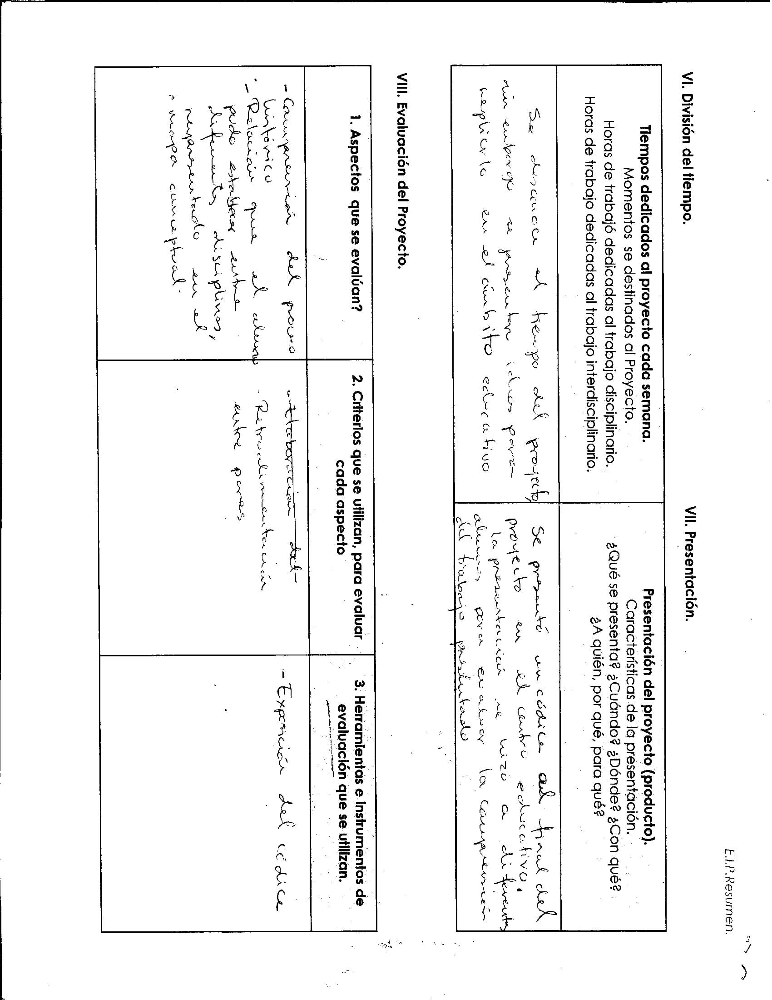 E.I.P.Resumen.
VI. División del tiempo.
VII. Presentación.
Tiempos dedicados al proyecto cada semana.
Momentos se destinados al Proyecto.
Horas de trabajó dedicadas al trabajo disciplinario.
Horas de trabajo dedicadas al trabajo interdisciplinario.
Presentación del proyecto (producto).
Características de la presentación.
¿Qué se presenta? ¿Cuándo? ¿Dónde? ¿Con qué?
¿A quién, por qué, para qué?
Se desconoce el tiempo del proyecto,
sin embargo se presentan ideas para
replicarlo en el ámbito educativo
Se presentó un códice al final del
proyecto en el centro educativo.
La presentación se hizo a diferentes
alumnos para evaluar la comprensión
del trabajo presentado
VIII. Evaluación del Proyecto.
1. Aspectos que se evalúan?
2. Criterios que se utilizan, para evaluar
cada aspecto
3. Herramientas e instrumentos de
evaluación que se utilizan.
- Comprensión del proceso
histórico
- Relación que el alumno
pudo establecer entre
diferentes disciplinas,
representado en el
mapa conceptual.
- Elaboración del
- Retroalimentación
entre pares
- Exposición del códice